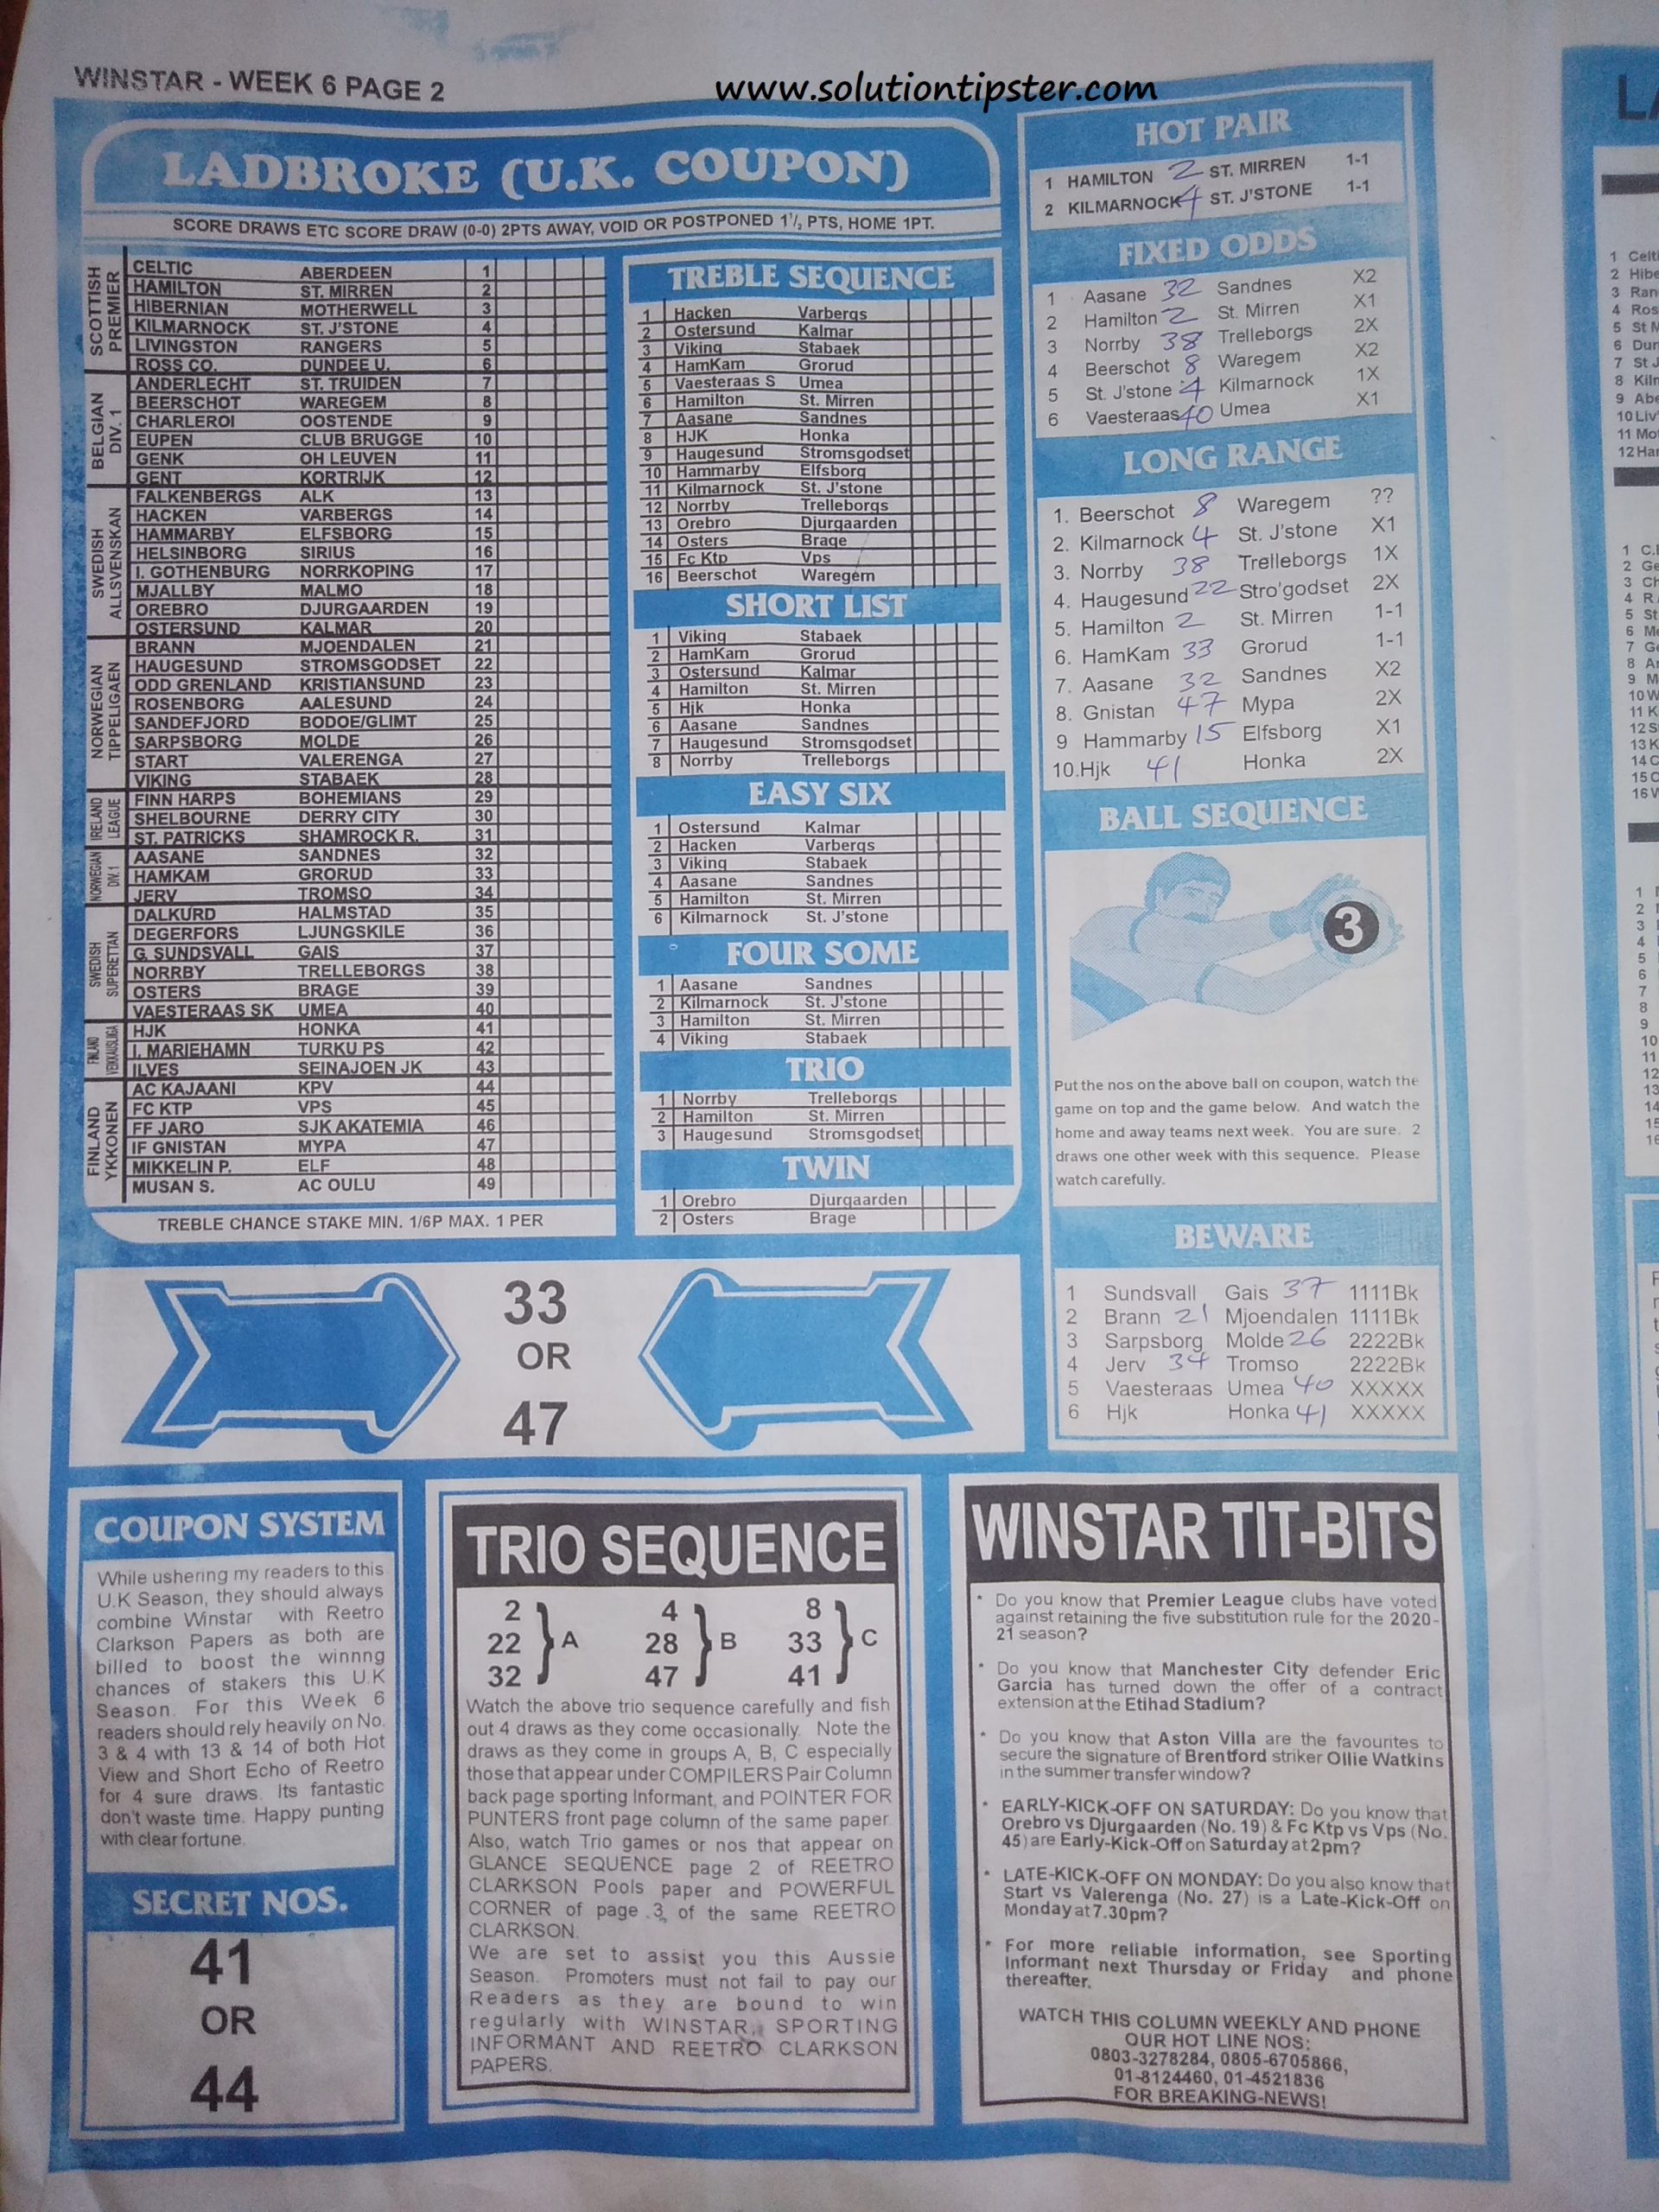 WINSTAR - WEEK 6 PAGE 2
www.solutiontipster.com
LADBROKE (U.K. COUPON)
SCORE DRAWS ETC SCORE DRAW (0-0) 2PTS AWAY, VOID OR POSTPONED 1½ PTS, HOME 1PT.
SCOTTISH PREMIER
CELTIC ABERDEEN 1
HAMILTON ST. MIRREN 2
HIBERNIAN MOTHERWELL 3
KILMARNOCK ST. J'STONE 4
LIVINGSTON RANGERS 5
ROSS CO. DUNDEE U. 6
BELGIAN DIV. 1
ANDERLECHT ST. TRUIDEN 7
BEERSCHOT WAREGEM 8
CHARLEROI OOSTENDE 9
EUPEN CLUB BRUGGE 10
GENK OH LEUVEN 11
GENT KORTRIJK 12
SWEDISH ALLSVENSKAN
FALKENBERGS ALK 13
HACKEN VARBERGS 14
HAMMARBY ELFSBORG 15
HELSINBORG SIRIUS 16
I. GOTHENBURG NORRKOPING 17
MJALLBY MALMO 18
OREBRO DJURGAARDEN 19
OSTERSUND KALMAR 20
NORWEGIAN TIPPELIGAEN
BRANN MJOENDALEN 21
HAUGESUND STROMSGODSET 22
ODD GRENLAND KRISTIANSUND 23
ROSENBORG AALESUND 24
SANDEFJORD BODOE/GLIMT 25
SARPSBORG MOLDE 26
START VALERENGA 27
VIKING STABAEK 28
IRELAND LEAGUE
FINN HARPS BOHEMIANS 29
SHELBOURNE DERRY CITY 30
ST. PATRICKS SHAMROCK R. 31
NORWEGIAN DIV. 1
AASANE SANDNES 32
HAMKAM GRORUD 33
JERV TROMSO 34
SWEDISH SUPERETTAN
DALKURD HALMSTAD 35
DEGERFORS LJUNGSKILE 36
G. SUNDSVALL GAIS 37
NORRBY TRELLEBORGS 38
OSTERS BRAGE 39
VAESTERAAS SK UMEA 40
FINLAND VEIKKAUSLIGA
HJK HONKA 41
I. MARIEHAMN TURKU PS 42
ILVES SEINAJOEN JK 43
FINLAND YKKONEN
AC KAJAANI KPV 44
FC KTP VPS 45
FF JARO SJK AKATEMIA 46
IF GNISTAN MYPA 47
MIKKELIN P. ELF 48
MUSAN S. AC OULU 49
TREBLE CHANCE STAKE MIN. 1/6P MAX. 1 PER
TREBLE SEQUENCE
1 Hacken Varbergs
2 Ostersund Kalmar
3 Viking Stabaek
4 HamKam Grorud
5 Vaesteraas S Umea
6 Hamilton St. Mirren
7 Aasane Sandnes
8 HJK Honka
9 Haugesund Stromsgodset
10 Hammarby Elfsborg
11 Kilmarnock St. J'stone
12 Norrby Trelleborgs
13 Orebro Djurgaarden
14 Osters Brage
15 Fc Ktp Vps
16 Beerschot Waregem
SHORT LIST
1 Viking Stabaek
2 HamKam Grorud
3 Ostersund Kalmar
4 Hamilton St. Mirren
5 Hjk Honka
6 Aasane Sandnes
7 Haugesund Stromsgodset
8 Norrby Trelleborgs
EASY SIX
1 Ostersund Kalmar
2 Hacken Varbergs
3 Viking Stabaek
4 Aasane Sandnes
5 Hamilton St. Mirren
6 Kilmarnock St. J'stone
FOUR SOME
1 Aasane Sandnes
2 Kilmarnock St. J'stone
3 Hamilton St. Mirren
4 Viking Stabaek
TRIO
1 Norrby Trelleborgs
2 Hamilton St. Mirren
3 Haugesund Stromsgodset
TWIN
1 Orebro Djurgaarden
2 Osters Brage
HOT PAIR
1 HAMILTON 2 ST. MIRREN 1-1
2 KILMARNOCK 4 ST. J'STONE 1-1
FIXED ODDS
1 Aasane 32 Sandnes X2
2 Hamilton 2 St. Mirren X1
3 Norrby 38 Trelleborgs 2X
4 Beerschot 8 Waregem X2
5 St. J'stone 4 Kilmarnock 1X
6 Vaesteraas 40 Umea X1
LONG RANGE
1. Beerschot 8 Waregem ??
2. Kilmarnock 4 St. J'stone X1
3. Norrby 38 Trelleborgs 1X
4. Haugesund 22 Stro'godset 2X
5. Hamilton 2 St. Mirren 1-1
6. HamKam 33 Grorud 1-1
7. Aasane 32 Sandnes X2
8. Gnistan 47 Mypa 2X
9 Hammarby 15 Elfsborg X1
10.Hjk 41 Honka 2X
BALL SEQUENCE
3
Put the nos on the above ball on coupon, watch the
game on top and the game below. And watch the
home and away teams next week. You are sure. 2
draws one other week with this sequence. Please
watch carefully.
BEWARE
1 Sundsvall Gais 37 1111Bk
2 Brann 21 Mjoendalen 1111Bk
3 Sarpsborg Molde 26 2222Bk
4 Jerv 34 Tromso 2222Bk
5 Vaesteraas Umea 40 XXXXX
6 Hjk Honka 41 XXXXX
33
OR
47
COUPON SYSTEM
While ushering my readers to this
U.K Season, they should always
combine Winstar with Reetro
Clarkson Papers as both are
billed to boost the winnng
chances of stakers this U.K
Season. For this Week 6
readers should rely heavily on No.
3 & 4 with 13 & 14 of both Hot
View and Short Echo of Reetro
for 4 sure draws. Its fantastic
don't waste time. Happy punting
with clear fortune.
SECRET NOS.
41
OR
44
TRIO SEQUENCE
2 22 32 A
4 28 47 B
8 33 41 C
Watch the above trio sequence carefully and fish
out 4 draws as they come occasionally. Note the
draws as they come in groups A, B, C especially
those that appear under COMPILERS Pair Column
back page sporting Informant, and POINTER FOR
PUNTERS front page column of the same paper.
Also, watch Trio games or nos that appear on
GLANCE SEQUENCE page 2 of REETRO
CLARKSON Pools paper and POWERFUL
CORNER of page 3, of the same REETRO
CLARKSON.
We are set to assist you this Aussie
Season. Promoters must not fail to pay our
Readers as they are bound to win
regularly with WINSTAR, SPORTING
INFORMANT AND REETRO CLARKSON
PAPERS.
WINSTAR TIT-BITS
* Do you know that Premier League clubs have voted
against retaining the five substitution rule for the 2020-
21 season?
* Do you know that Manchester City defender Eric
Garcia has turned down the offer of a contract
extension at the Etihad Stadium?
* Do you know that Aston Villa are the favourites to
secure the signature of Brentford striker Ollie Watkins
in the summer transfer window?
* EARLY-KICK-OFF ON SATURDAY: Do you know that
Orebro vs Djurgaarden (No. 19) & Fc Ktp vs Vps (No.
45) are Early-Kick-Off on Saturday at 2pm?
* LATE-KICK-OFF ON MONDAY: Do you also know that
Start vs Valerenga (No. 27) is a Late-Kick-Off on
Monday at 7.30pm?
* For more reliable information, see Sporting
Informant next Thursday or Friday and phone
thereafter.
WATCH THIS COLUMN WEEKLY AND PHONE
OUR HOT LINE NOS:
0803-3278284, 0805-6705866,
01-8124460, 01-4521836
FOR BREAKING-NEWS!